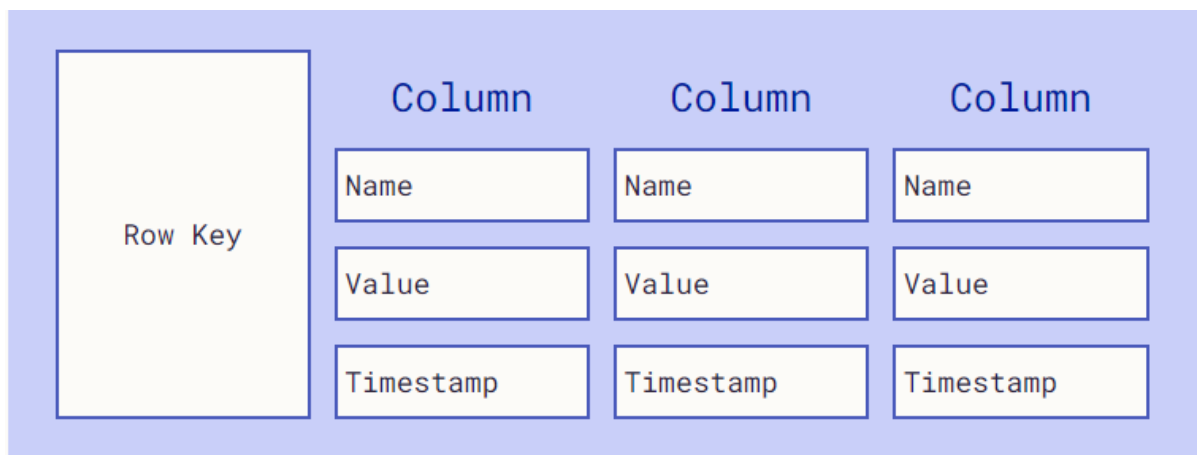 Column Column Column
Name Name Name
Row Key
Value Value Value
Timestamp Timestamp Timestamp